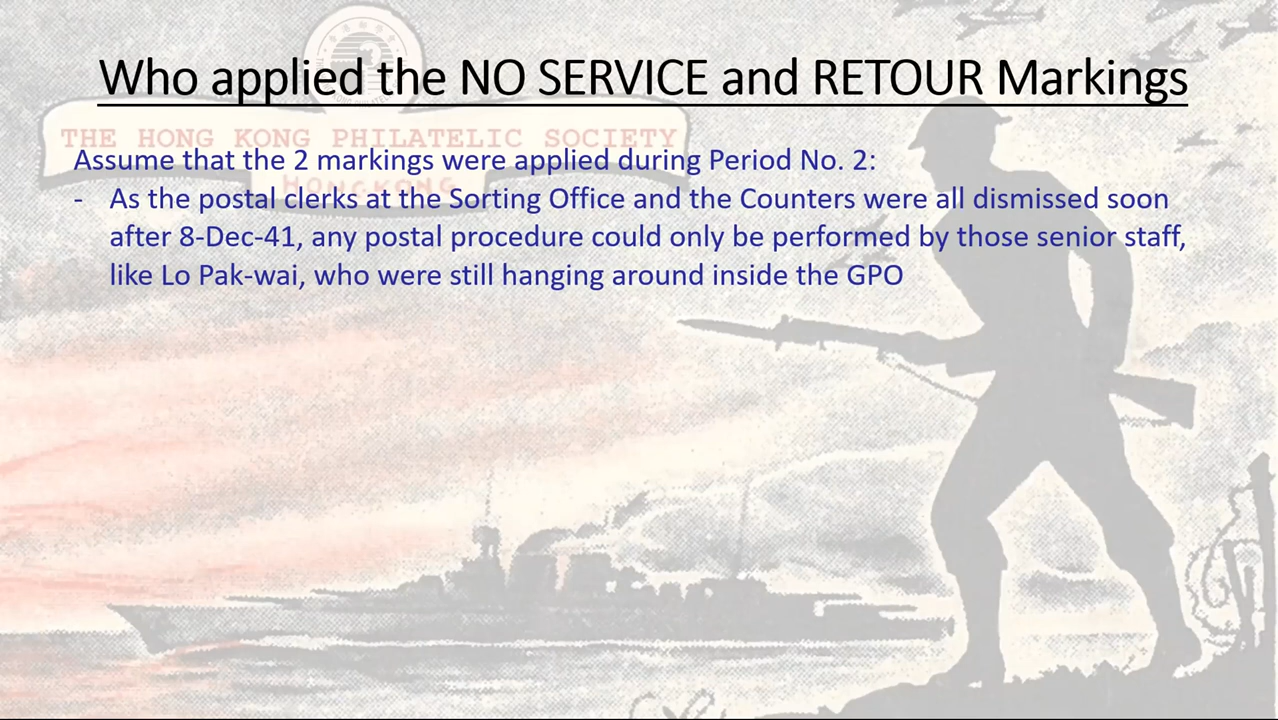 Who applied the NO SERVICE and RETOUR Markings
THE HONG KONG PHILATELIC SOCIETY
HONGKONG
Assume that the 2 markings were applied during Period No. 2:
- As the postal clerks at the Sorting Office and the Counters were all dismissed soon
after 8-Dec-41, any postal procedure could only be performed by those senior staff,
like Lo Pak-wai, who were still hanging around inside the GPO